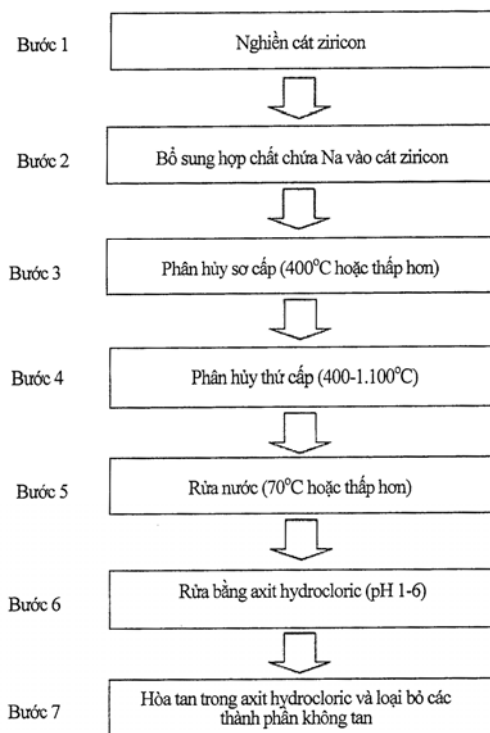 Bước 1
Nghiền cát ziricon
Bước 2
Bổ sung hợp chất chứa Na vào cát ziricon
Bước 3
Phân hủy sơ cấp (400°C hoặc thấp hơn)
Bước 4
Phân hủy thứ cấp (400-1.100°C)
Bước 5
Rửa nước (70°C hoặc thấp hơn)
Bước 6
Rửa bằng axit hydrocloric (pH 1-6)
Bước 7
Hòa tan trong axit hydrocloric và loại bỏ các
thành phần không tan